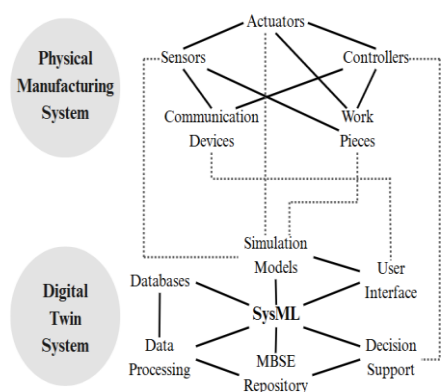 Actuators
Physical
Manufacturing
System
Sensors
Controllers
Communication
Devices
Work
Pieces
Simulation
Models
Databases
User
Interface
SysML
Digital
Twin
System
Data
Processing
MBSE
Repository
Decision
Support